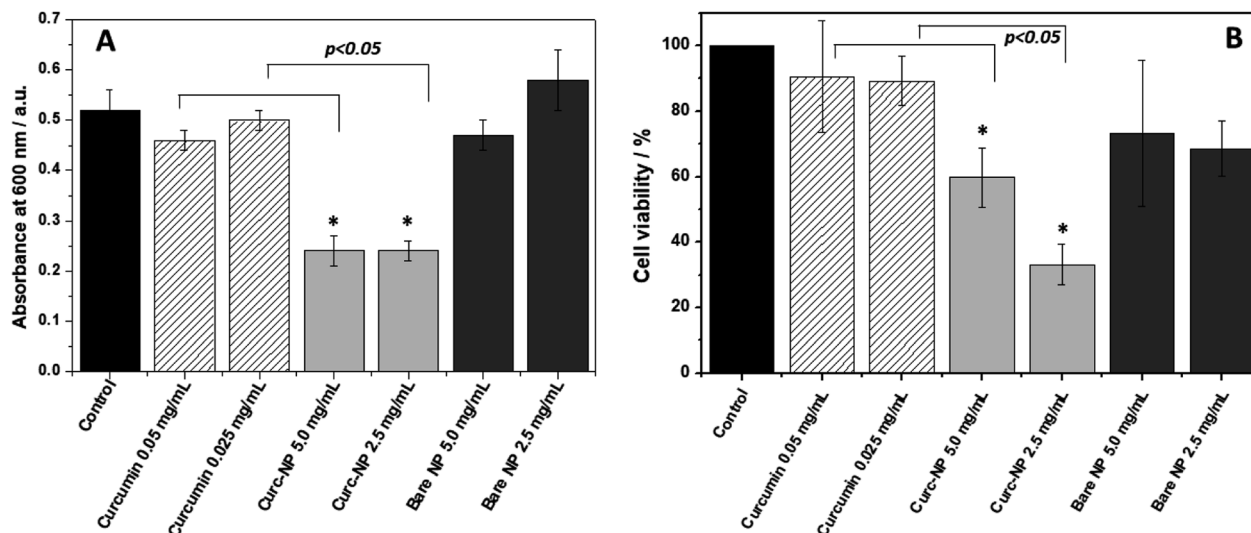 A
p<0.05
Absorbance at 600 nm / a.u.
0.7
0.6
0.5
0.4
0.3
0.2
0.1
0.0
*
*
Control
Curcumin 0.05 mg/mL
Curcumin 0.025 mg/mL
Curc-NP 5.0 mg/mL
Curc-NP 2.5 mg/mL
Bare NP 5.0 mg/mL
Bare NP 2.5 mg/mL
B
p<0.05
Cell viability / %
100
80
60
40
20
0
*
*
Control
Curcumin 0.05 mg/mL
Curcumin 0.025 mg/mL
Curc-NP 5.0 mg/mL
Curc-NP 2.5 mg/mL
Bare NP 5.0 mg/mL
Bare NP 2.5 mg/mL